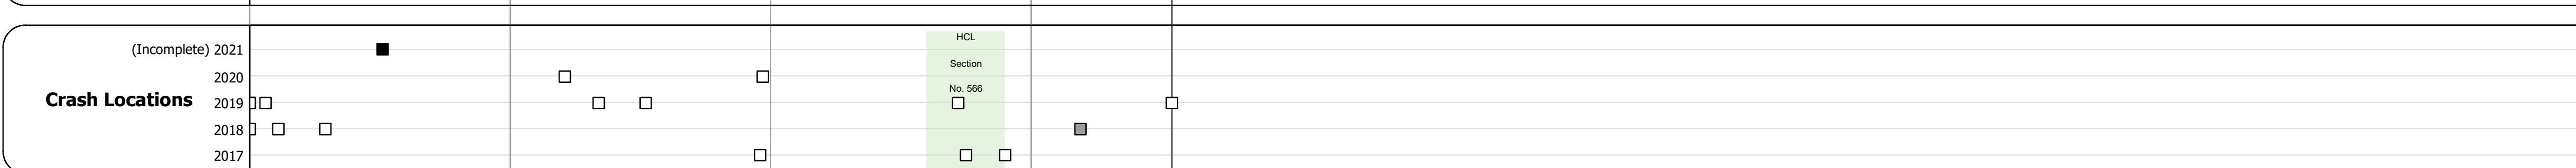 HCL
(Incomplete) 2021
Section
2020
No. 566
Crash Locations
2019
2018
2017